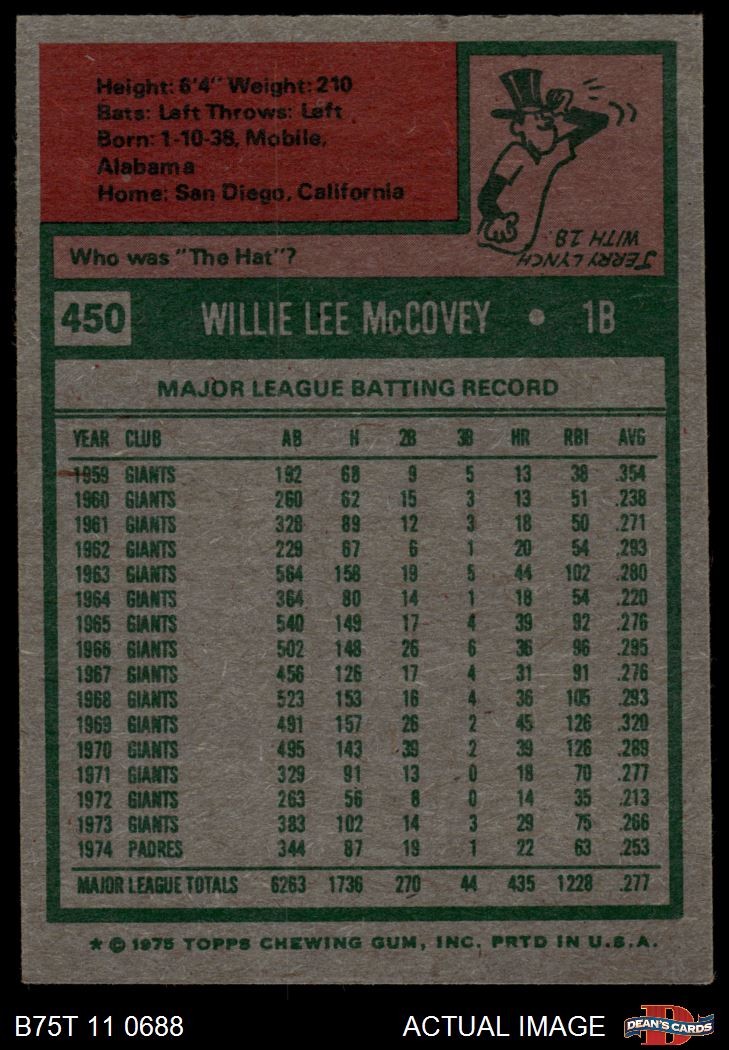 Height: 6'4" Weight: 210
Bats: Left Throws: Left
Born: 1-10-38, Mobile,
Alabama
Home: San Diego, California
Who was "The Hat"?
JERRY LYNCH
WITH 18.
450 WILLIE LEE McCOVEY • 1B
MAJOR LEAGUE BATTING RECORD
YEAR CLUB AB H 2B 3B HR RBI AVG
1959 GIANTS 192 68 9 5 13 38 .354
1960 GIANTS 260 62 15 3 13 51 .238
1961 GIANTS 328 89 12 3 18 50 .271
1962 GIANTS 229 67 6 1 20 54 .293
1963 GIANTS 564 158 19 5 44 102 .280
1964 GIANTS 364 80 14 1 18 54 .220
1965 GIANTS 540 149 17 4 39 92 .276
1966 GIANTS 502 148 26 6 36 96 .295
1967 GIANTS 456 126 17 4 31 91 .276
1968 GIANTS 523 153 16 4 36 105 .293
1969 GIANTS 491 157 26 2 45 126 .320
1970 GIANTS 495 143 39 2 39 126 .289
1971 GIANTS 329 91 13 0 18 70 .277
1972 GIANTS 263 56 8 0 14 35 .213
1973 GIANTS 383 102 14 3 29 75 .266
1974 PADRES 344 87 19 1 22 63 .253
MAJOR LEAGUE TOTALS 6263 1736 270 44 435 1228 .277
* © 1975 TOPPS CHEWING GUM, INC. PRTD IN U.S.A.
B75T 11 0688 ACTUAL IMAGE DEAN'S CARDS